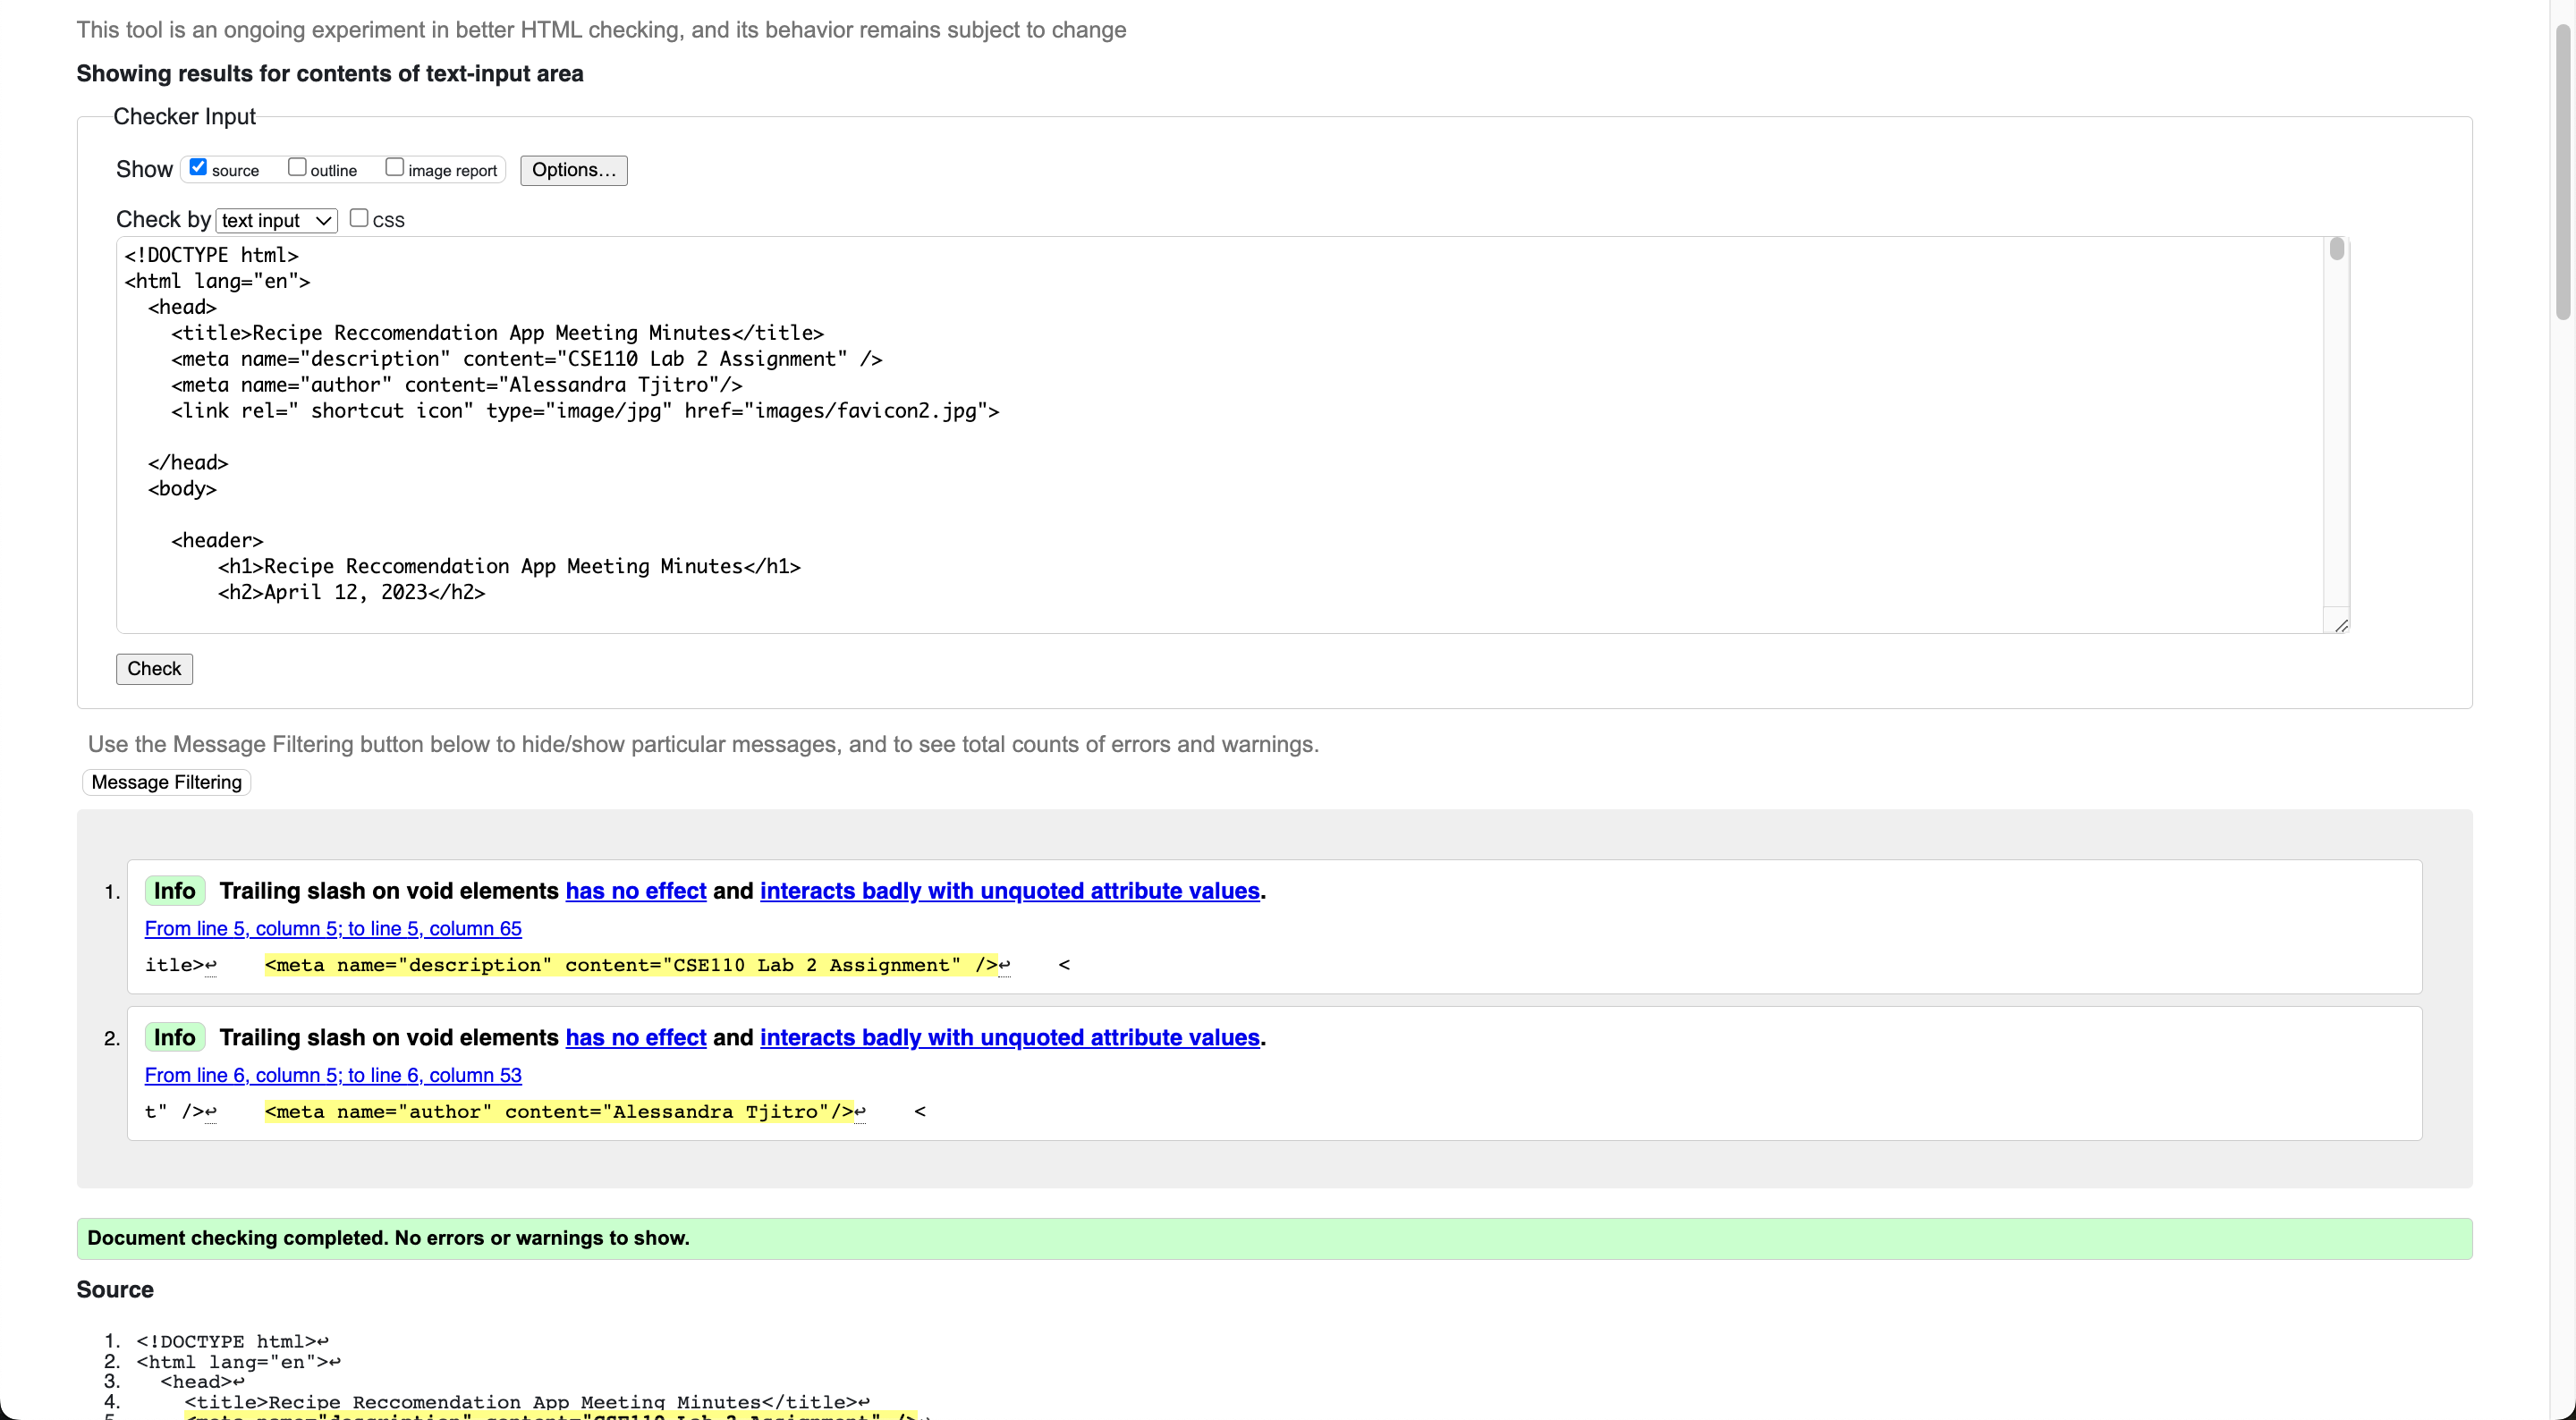 This tool is an ongoing experiment in better HTML checking, and its behavior remains subject to change
Showing results for contents of text-input area
Checker Input
Show source outline image report Options...
Check by text input CSS
<!DOCTYPE html>
<html lang="en">
<head>
<title>Recipe Reccomendation App Meeting Minutes</title>
<meta name="description" content="CSE110 Lab 2 Assignment" />
<meta name="author" content="Alessandra Tjitro"/>
<link rel=" shortcut icon" type="image/jpg" href="images/favicon2.jpg">
</head>
<body>
<header>
<h1>Recipe Reccomendation App Meeting Minutes</h1>
<h2>April 12, 2023</h2>
Check
Use the Message Filtering button below to hide/show particular messages, and to see total counts of errors and warnings.
Message Filtering
1. Info Trailing slash on void elements has no effect and interacts badly with unquoted attribute values.
From line 5, column 5; to line 5, column 65
itle>↩ <meta name="description" content="CSE110 Lab 2 Assignment" />↩ <
2. Info Trailing slash on void elements has no effect and interacts badly with unquoted attribute values.
From line 6, column 5; to line 6, column 53
t" />↩ <meta name="author" content="Alessandra Tjitro"/>↩ <
Document checking completed. No errors or warnings to show.
Source
1. <!DOCTYPE html>↩
2. <html lang="en">↩
3. <head>↩
4. <title>Recipe Reccomendation App Meeting Minutes</title>↩
5. <meta name="description" content="CSE110 Lab 2 Assignment" />↩